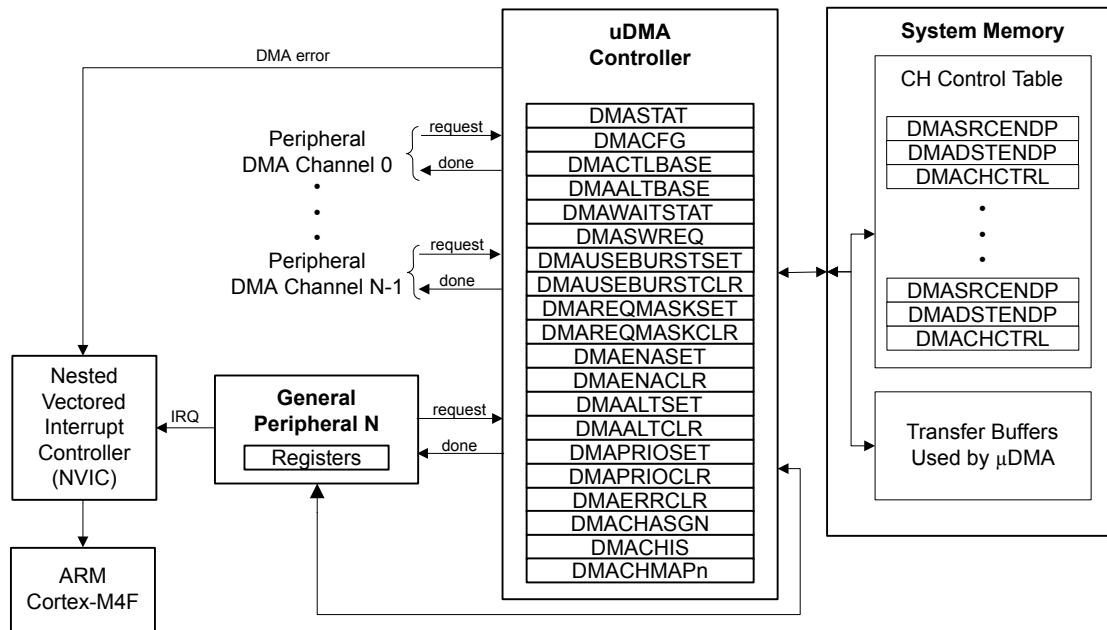 uDMA
Controller
DMASTAT
DMACFG
DMACTLBASE
DMAALTBASE
DMAWAITSTAT
DMASWREQ
DMAUSEBURSTSET
DMAUSEBURSTCLR
DMAREQMASKSET
DMAREQMASKCLR
DMAENASET
DMAENACLR
DMAALTSET
DMAALTCLR
DMAPRIOSET
DMAPRIOCLR
DMAERRCLR
DMACHASGN
DMACHIS
DMACHMAPn
System Memory
CH Control Table
DMASRCENDP
DMADSTENDP
DMACHCTRL
•
•
•
DMASRCENDP
DMADSTENDP
DMACHCTRL
Transfer Buffers
Used by μDMA
DMA error
Peripheral
DMA Channel 0
request
done
•
•
•
Peripheral
DMA Channel N-1
request
done
Nested
Vectored
Interrupt
Controller
(NVIC)
IRQ
General
Peripheral N
Registers
request
done
ARM
Cortex-M4F